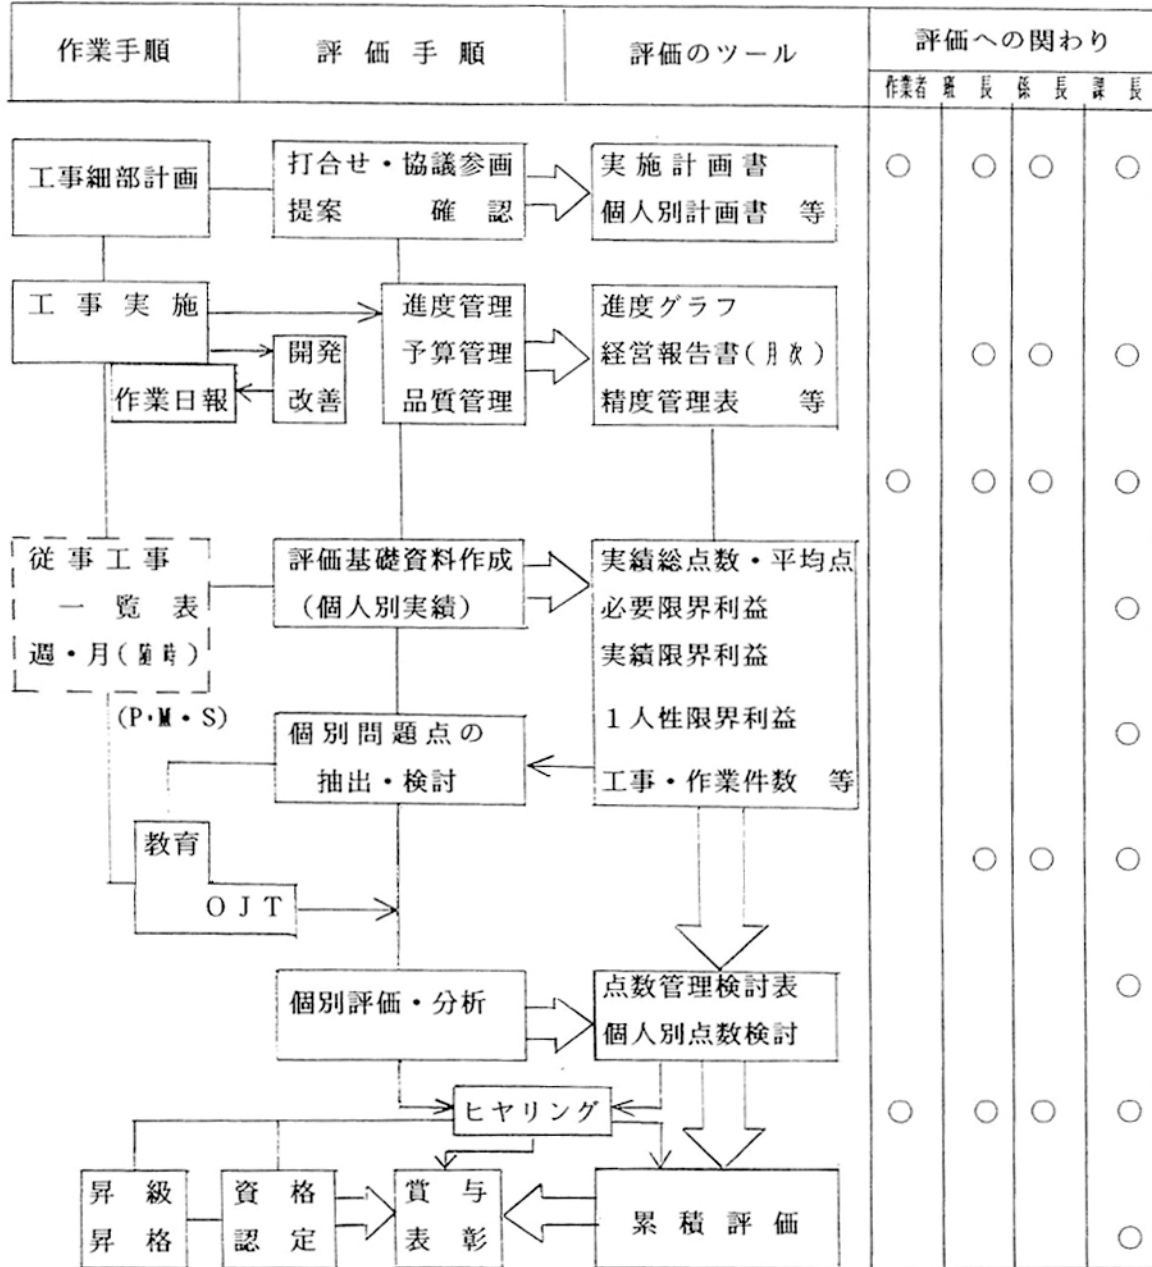 作業手順
評価手順
評価のツール
評価への関わり
作業者
班長
係長
課長
工事細部計画
打合せ・協議参画
提案 確認
実施計画書
個人別計画書 等
○ ○ ○ ○
工事実施
進度管理
予算管理
品質管理
進度グラフ
経営報告書(月次)
精度管理表 等
開発
改善
作業日報
○ ○ ○
○ ○ ○ ○
従事工事
一覧表
週・月(随時)
(P・M・S)
評価基礎資料作成
(個人別実績)
実績総点数・平均点
必要限界利益
実績限界利益
1人性限界利益
工事・作業件数 等
○
個別問題点の
抽出・検討
○
教育
OJT
○ ○ ○
個別評価・分析
点数管理検討表
個人別点数検討
○
ヒヤリング
○ ○ ○ ○
昇級
昇格
資格
認定
賞与
表彰
累積評価
○